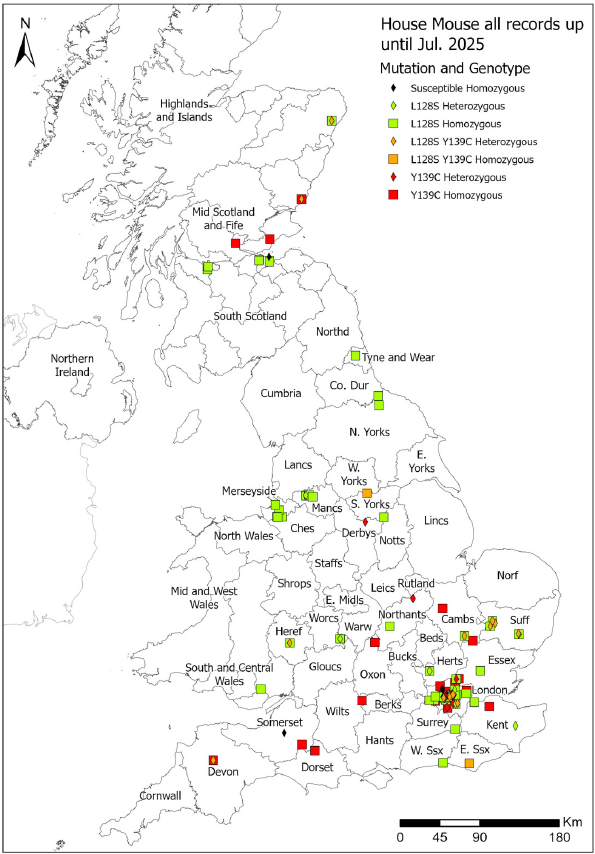 N
House Mouse all records up
until Jul. 2025
Mutation and Genotype
Susceptible Homozygous
L128S Heterozygous
L128S Homozygous
L128S Y139C Heterozygous
L128S Y139C Homozygous
Y139C Heterozygous
Y139C Homozygous
Highlands
and Islands
Mid Scotland
and Fife
South Scotland
Northd
Northern
Ireland
Tyne and Wear
Cumbria
Co. Dur
N. Yorks
Lancs
W.
Yorks
E.
Yorks
Merseyside
Mancs
S. Yorks
Ches
Derbys
Notts
Lincs
North Wales
Staffs
Mid and West
Wales
Shrops
E. Midls
Leics
Rutland
Norf
Worcs
Warw
Northants
Cambs
Suff
Heref
Beds
South and Central
Wales
Gloucs
Oxon
Bucks
Herts
Essex
London
Wilts
Berks
Somerset
Surrey
Kent
Hants
W. Ssx
E. Ssx
Devon
Dorset
Cornwall
Km
0 45 90 180